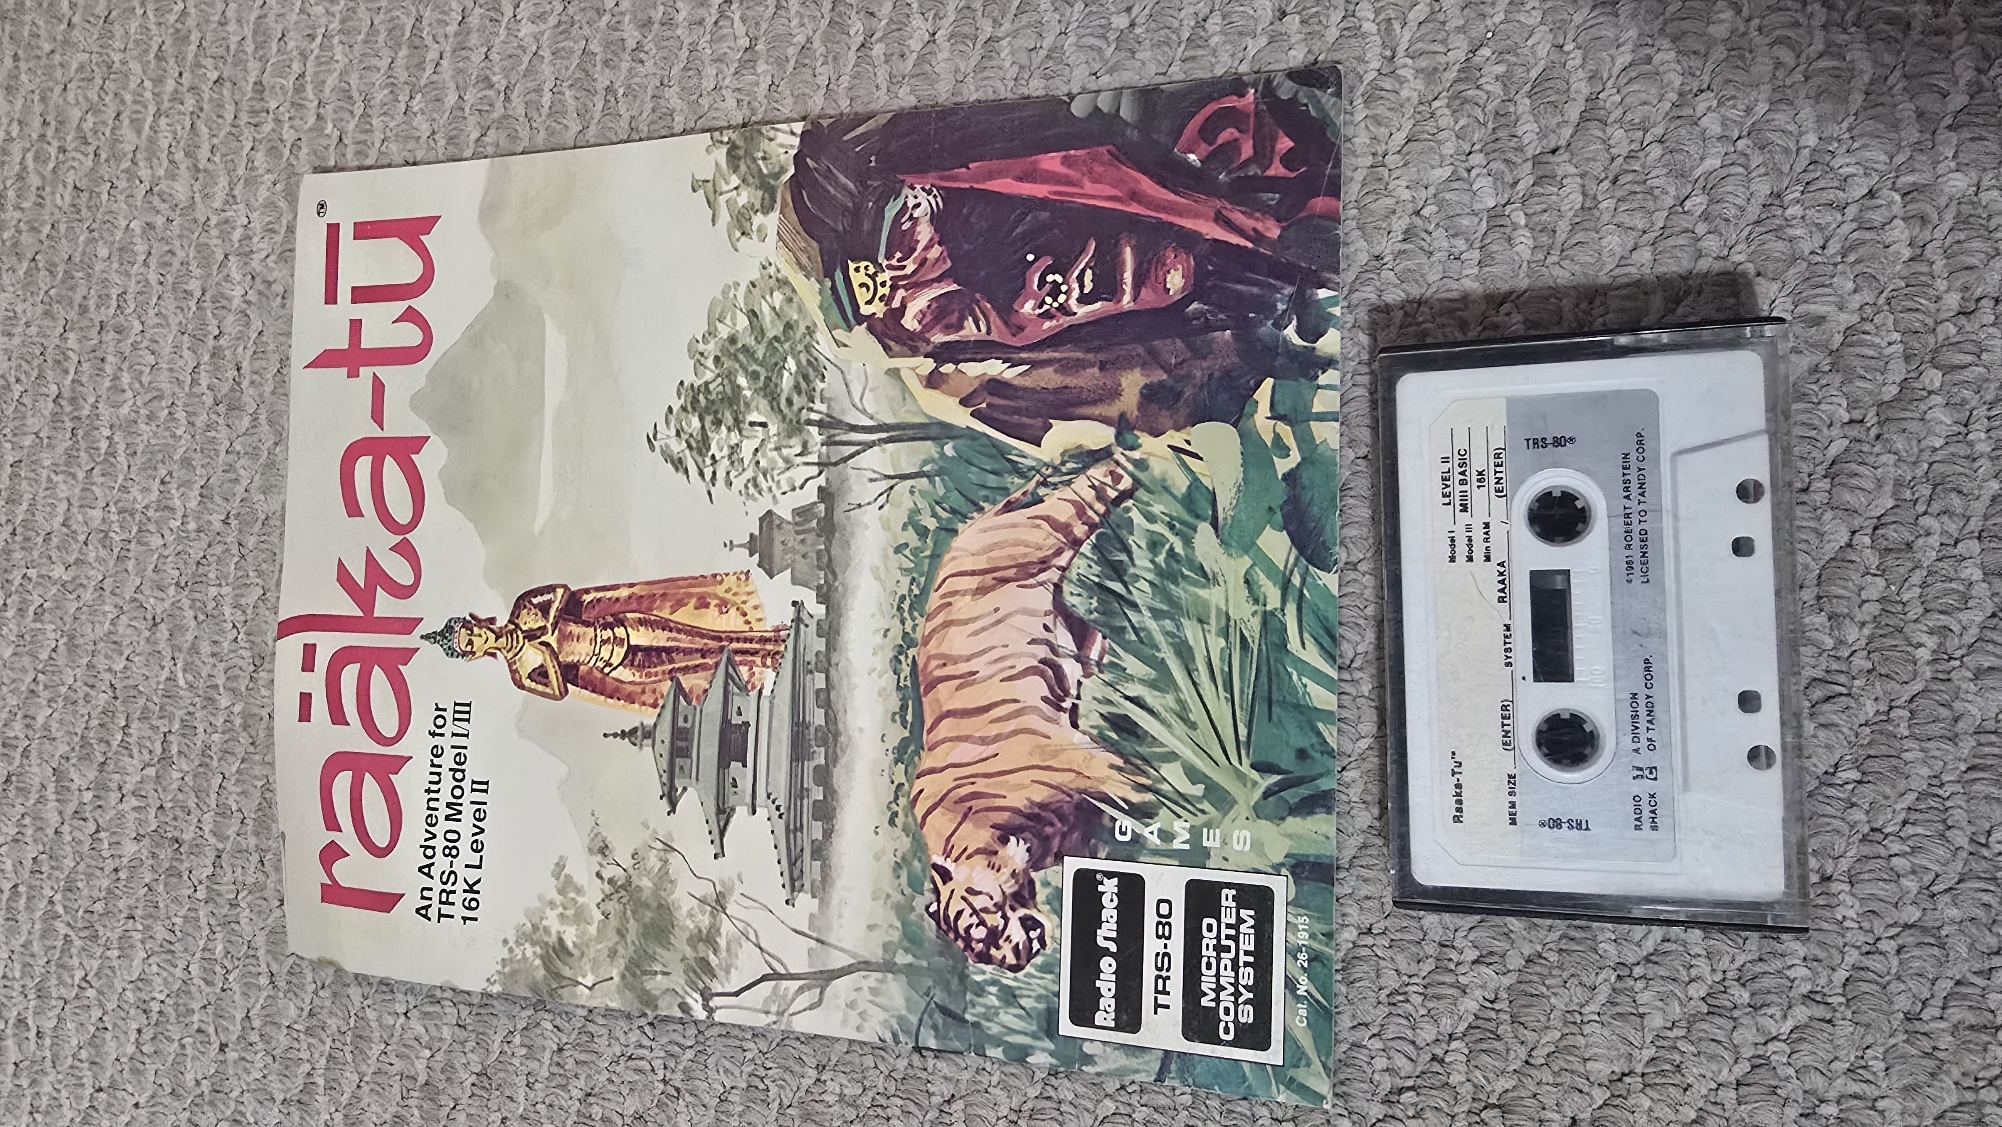 raäka-tū™
An Adventure for
TRS-80 Model I/III
16K Level II
GAMES
Radio Shack®
TRS-80
MICRO
COMPUTER
SYSTEM
Cat. No. 26-1915
Raaka-Tu™
Model I LEVEL II
Model III MIII BASIC
Min RAM 16K
MEM SIZE (ENTER) SYSTEM RAAKA / (ENTER)
TRS-80®
TRS-80®
RADIO SHACK A DIVISION OF TANDY CORP.
©1981 ROBERT ARSTEIN
LICENSED TO TANDY CORP.